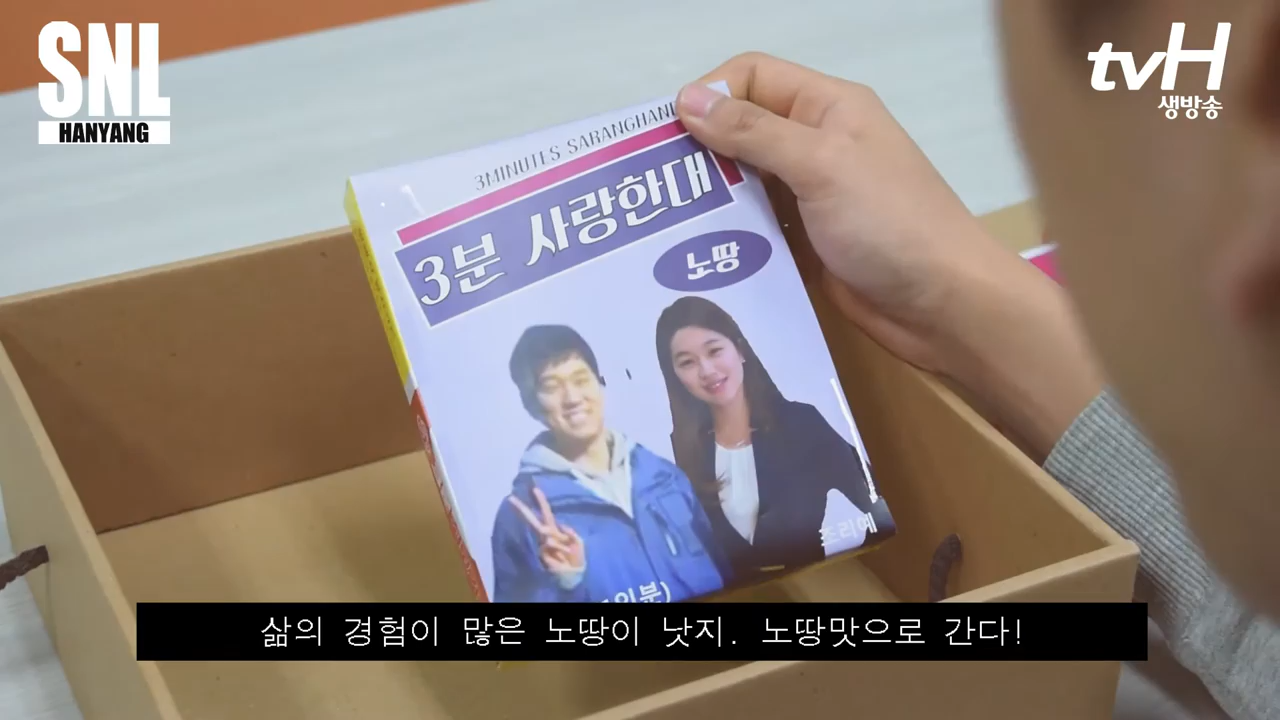 SNL
HANYANG
tvH
생방송
3MINUTES SARANGHAND
3분 사랑한대
노땅
조리예
삶의 경험이 많은 노땅이 낫지. 노땅맛으로 간다!